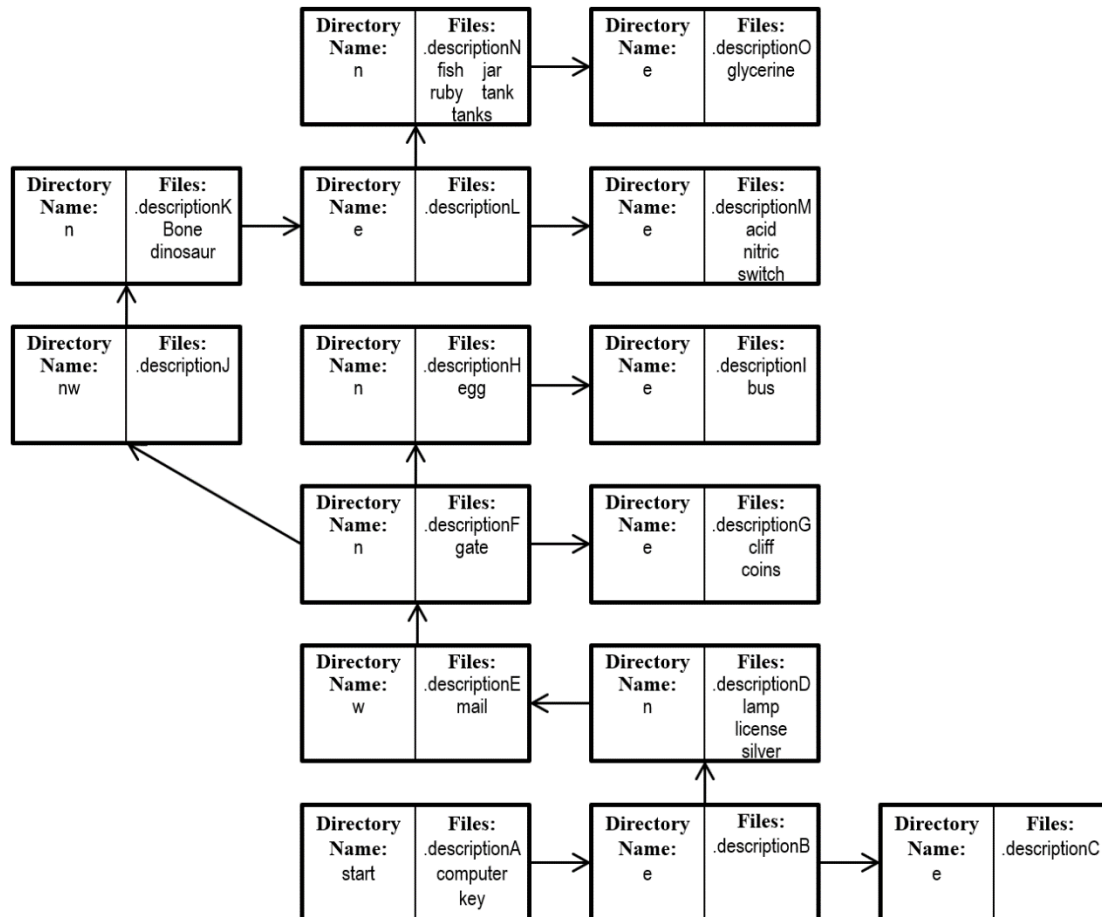 Directory
Name:
n
Files:
.descriptionN
fish jar
ruby tank
tanks
Directory
Name:
e
Files:
.descriptionO
glycerine
Directory
Name:
n
Files:
.descriptionK
Bone
dinosaur
Directory
Name:
e
Files:
.descriptionL
Directory
Name:
e
Files:
.descriptionM
acid
nitric
switch
Directory
Name:
nw
Files:
.descriptionJ
Directory
Name:
n
Files:
.descriptionH
egg
Directory
Name:
e
Files:
.descriptionI
bus
Directory
Name:
n
Files:
.descriptionF
gate
Directory
Name:
e
Files:
.descriptionG
cliff
coins
Directory
Name:
w
Files:
.descriptionE
mail
Directory
Name:
n
Files:
.descriptionD
lamp
license
silver
Directory
Name:
start
Files:
.descriptionA
computer
key
Directory
Name:
e
Files:
.descriptionB
Directory
Name:
e
Files:
.descriptionC